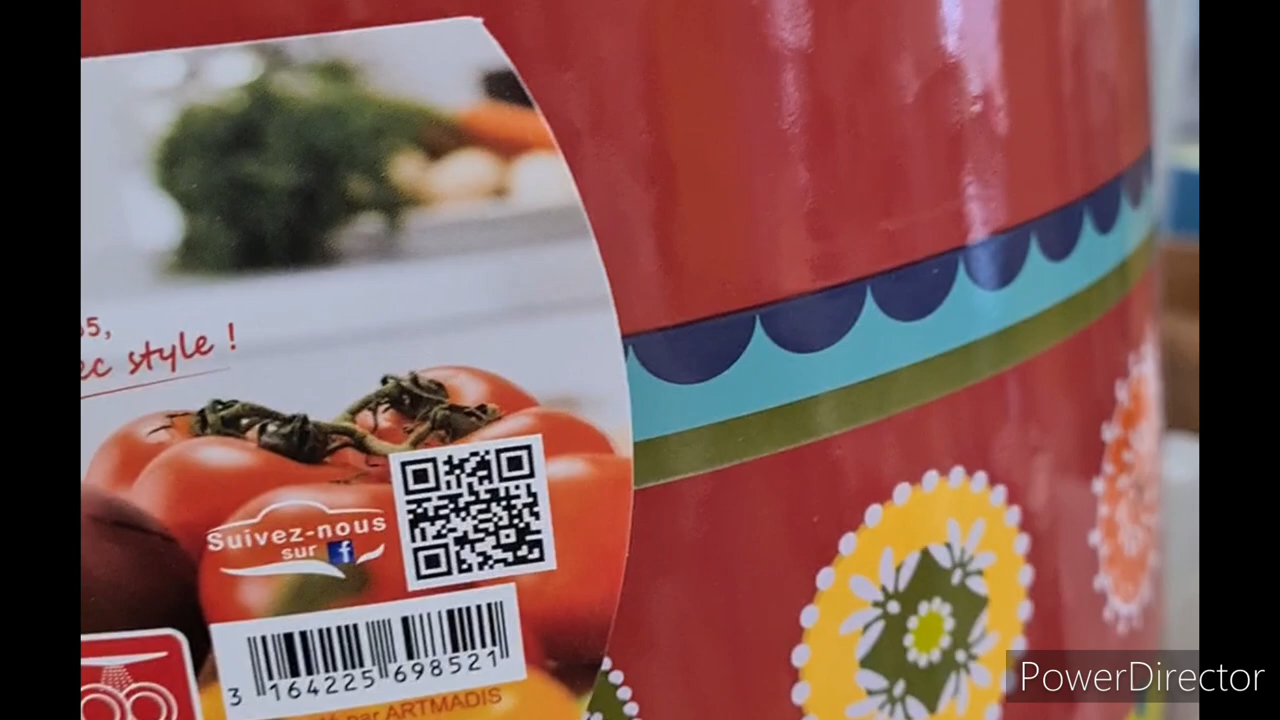 5,
ec style !
Suivez-nous
sur f
3 164225 698521
par ARTMADIS
PowerDirector